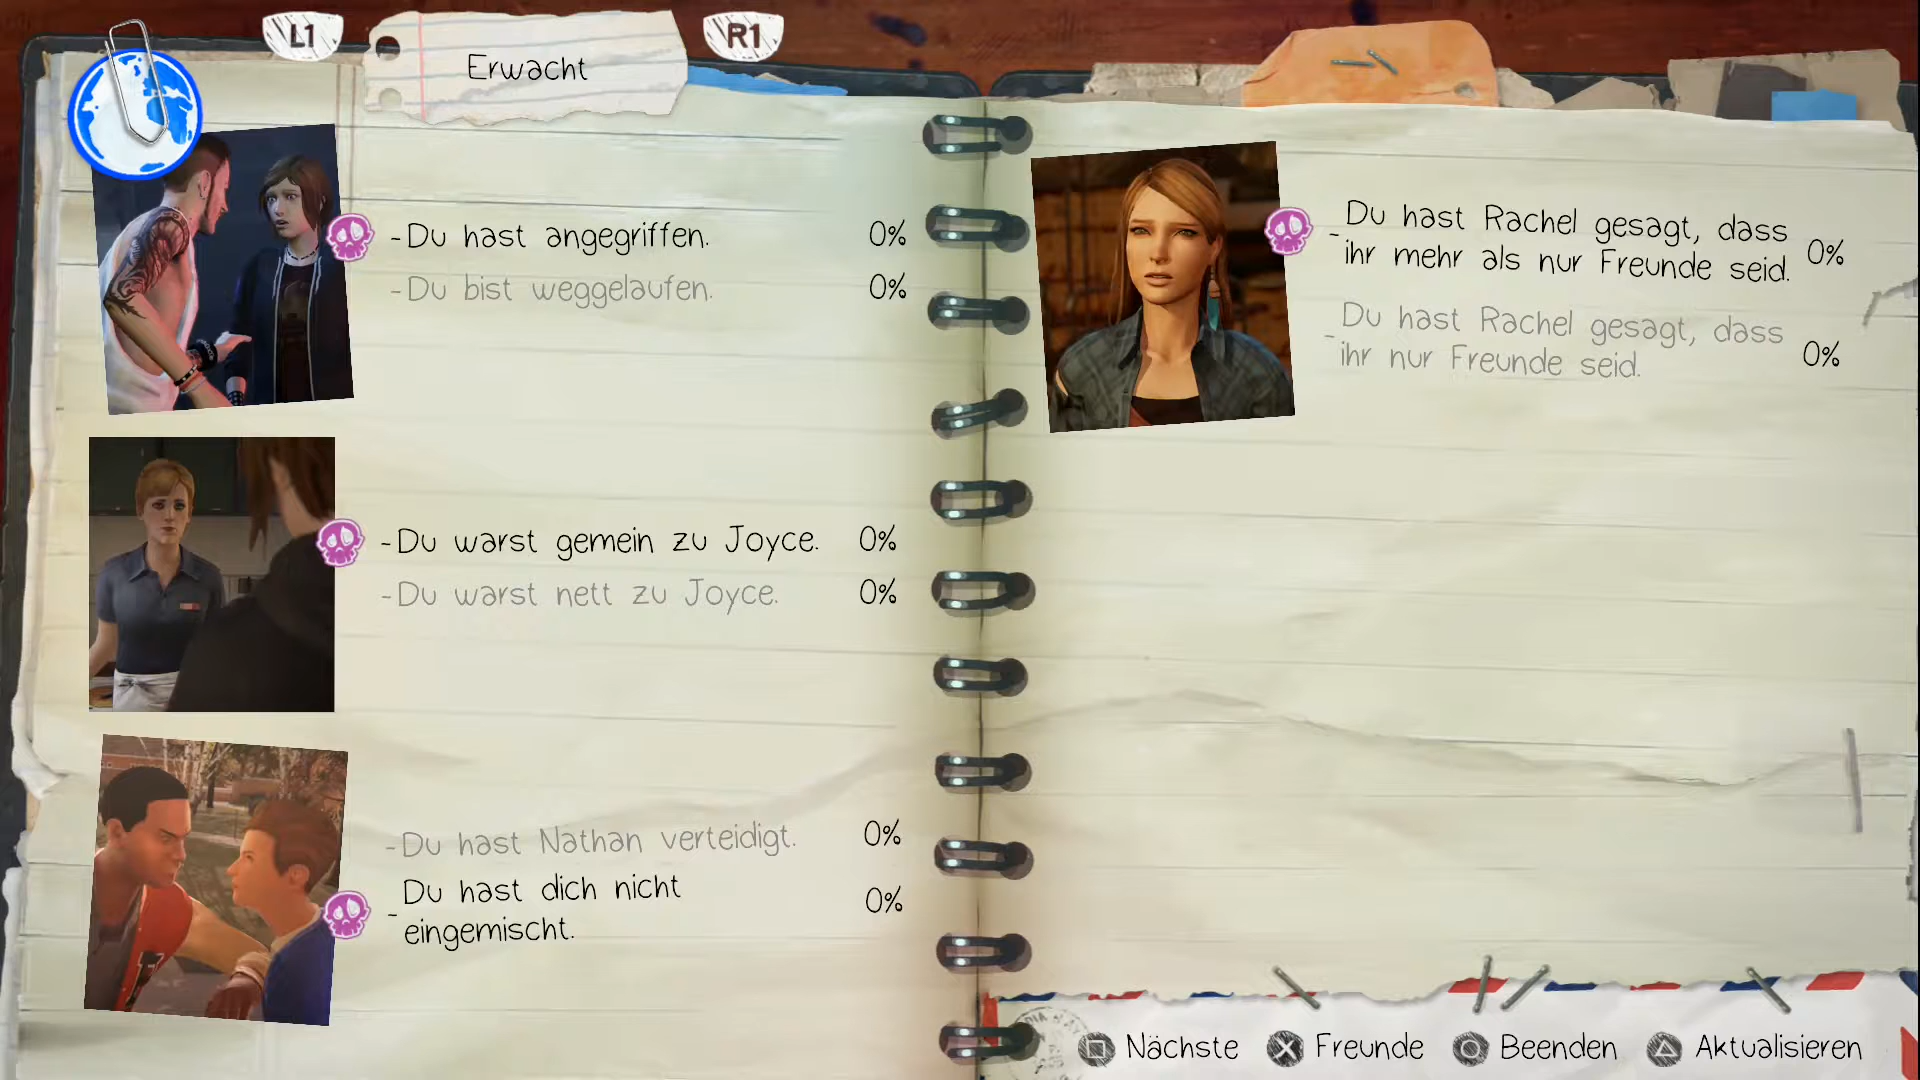 L1
Erwacht
R1
-Du hast angegriffen. 0%
-Du bist weggelaufen. 0%
-Du warst gemein zu Joyce. 0%
-Du warst nett zu Joyce. 0%
-Du hast Nathan verteidigt. 0%
-Du hast dich nicht
eingemischt. 0%
-Du hast Rachel gesagt, dass
ihr mehr als nur Freunde seid. 0%
-Du hast Rachel gesagt, dass
ihr nur Freunde seid. 0%
Nächste Freunde Beenden Aktualisieren